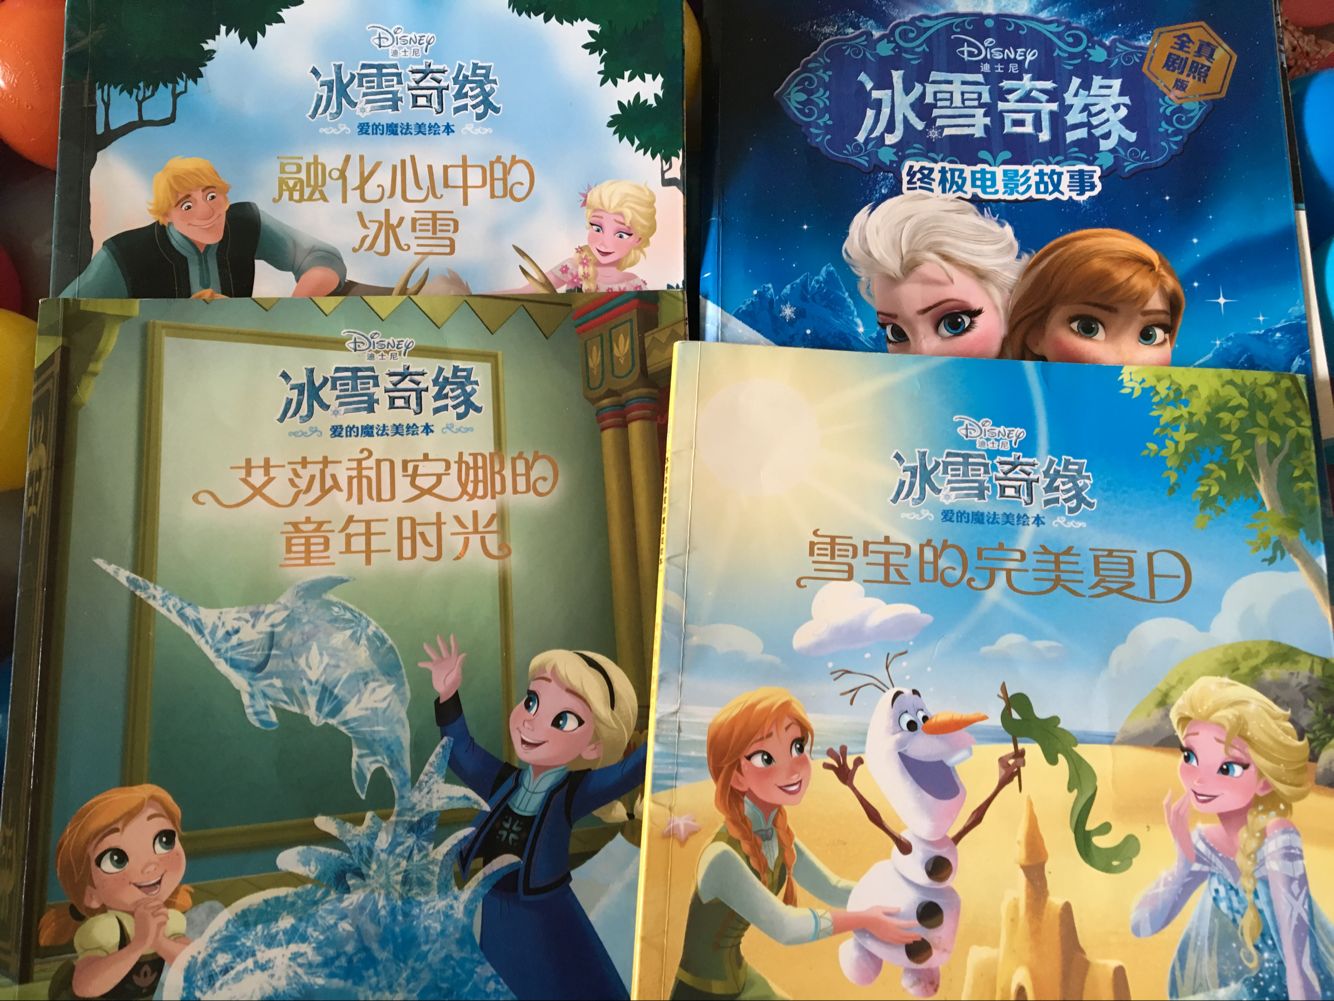 Disney
迪士尼
冰雪奇缘
爱的魔法美绘本
融化心中的
冰雪
Disney
迪士尼
冰雪奇缘
终极电影故事
全真
剧照
版
Disney
迪士尼
冰雪奇缘
爱的魔法美绘本
艾莎和安娜的
童年时光
Disney
迪士尼
冰雪奇缘
爱的魔法美绘本
雪宝的完美夏日